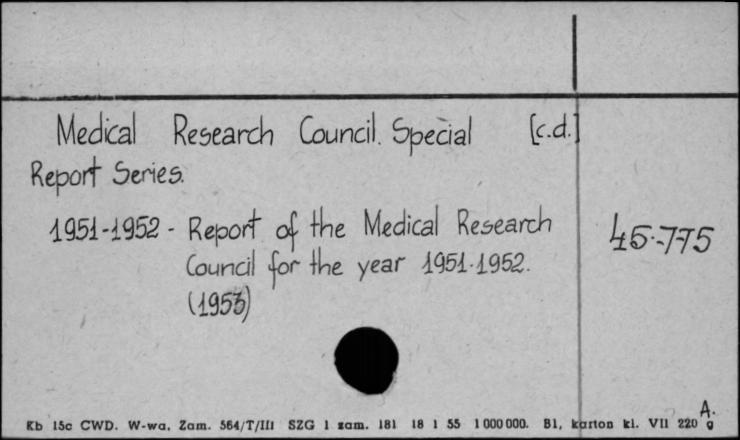 Medical Research Council. Special [c.d.]
Report Series.
1951-1952 - Report of the Medical Research
Council for the year 1951-1952.
(1953)
45.775
A.
Kb 15c CWD. W-wa, Zam. 564/T/III SZG 1 zam. 181 18 1 55 1 000 000. B1, karton kl. VII 220 g